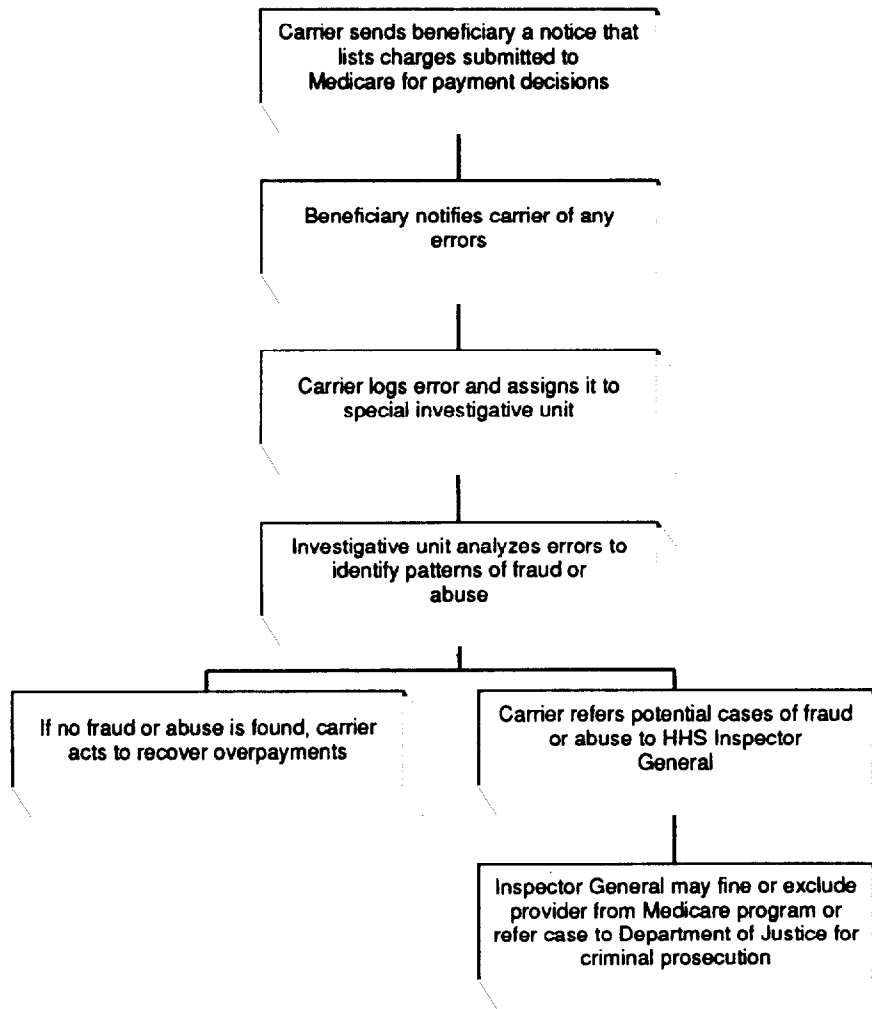 Carrier sends beneficiary a notice that
lists charges submitted to
Medicare for payment decisions
Beneficiary notifies carrier of any
errors
Carrier logs error and assigns it to
special investigative unit
Investigative unit analyzes errors to
identify patterns of fraud or
abuse
If no fraud or abuse is found, carrier
acts to recover overpayments
Carrier refers potential cases of fraud
or abuse to HHS Inspector
General
Inspector General may fine or exclude
provider from Medicare program or
refer case to Department of Justice for
criminal prosecution